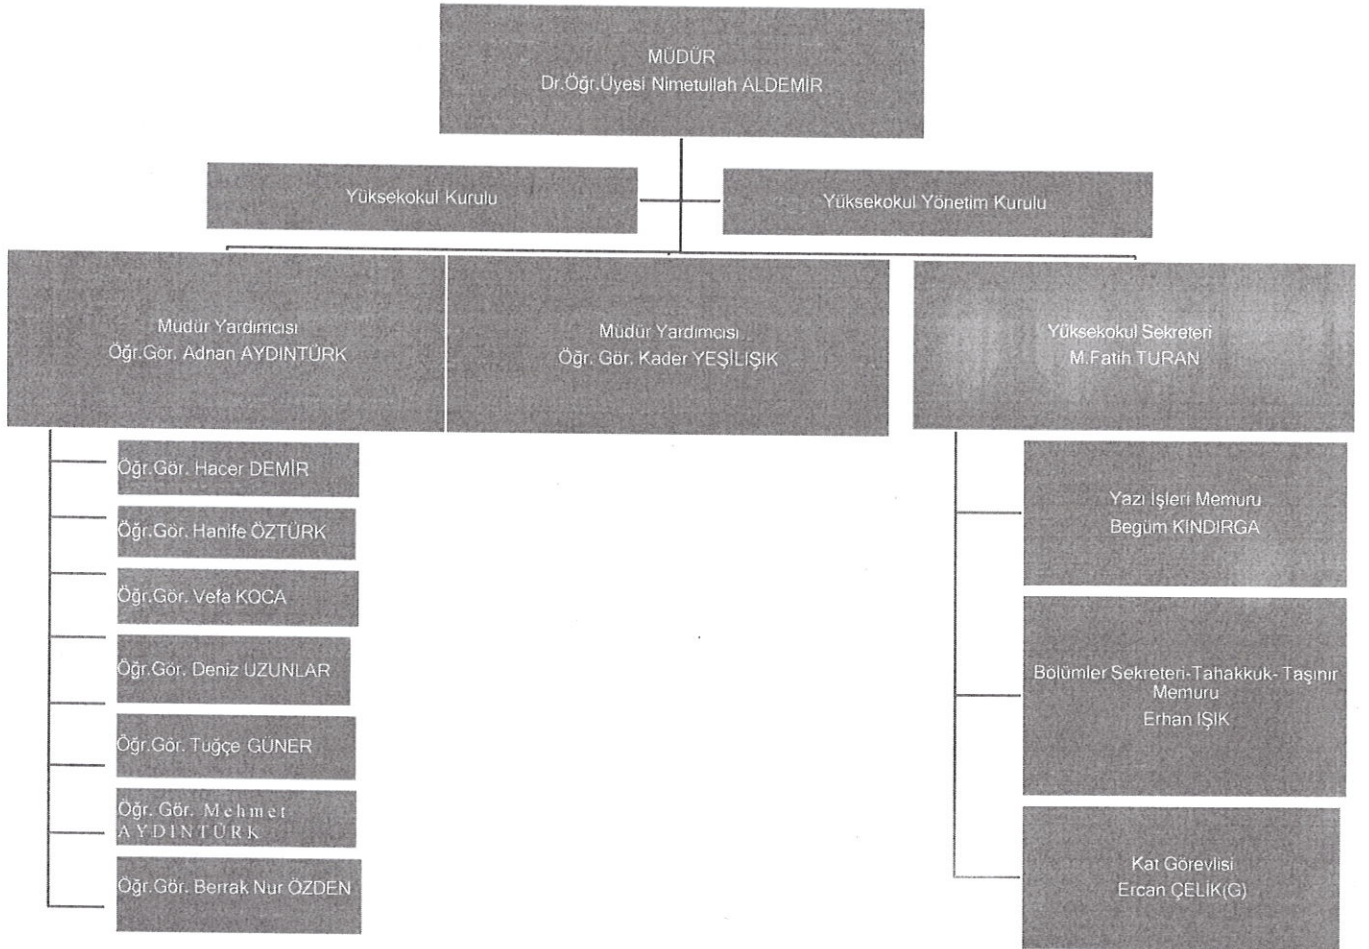 MÜDÜR
Dr.Öğr.Üyesi Nimetullah ALDEMİR
Yüksekokul Kurulu
Yüksekokul Yönetim Kurulu
Müdür Yardımcısı
Öğr.Gör. Adnan AYDINTÜRK
Müdür Yardımcısı
Öğr. Gör. Kader YEŞİLIŞIK
Yüksekokul Sekreteri
M.Fatih TURAN
Öğr.Gör. Hacer DEMİR
Öğr.Gör. Hanife ÖZTÜRK
Öğr.Gör. Vefa KOCA
Öğr.Gör. Deniz UZUNLAR
Öğr.Gör. Tuğçe GÜNER
Öğr. Gör. Mehmet
AYDINTÜRK
Öğr.Gör. Berrak Nur ÖZDEN
Yazı İşleri Memuru
Begüm KINDIRGA
Bölümler Sekreteri-Tahakkuk- Taşınır
Memuru
Erhan IŞIK
Kat Görevlisi
Ercan ÇELİK(G)